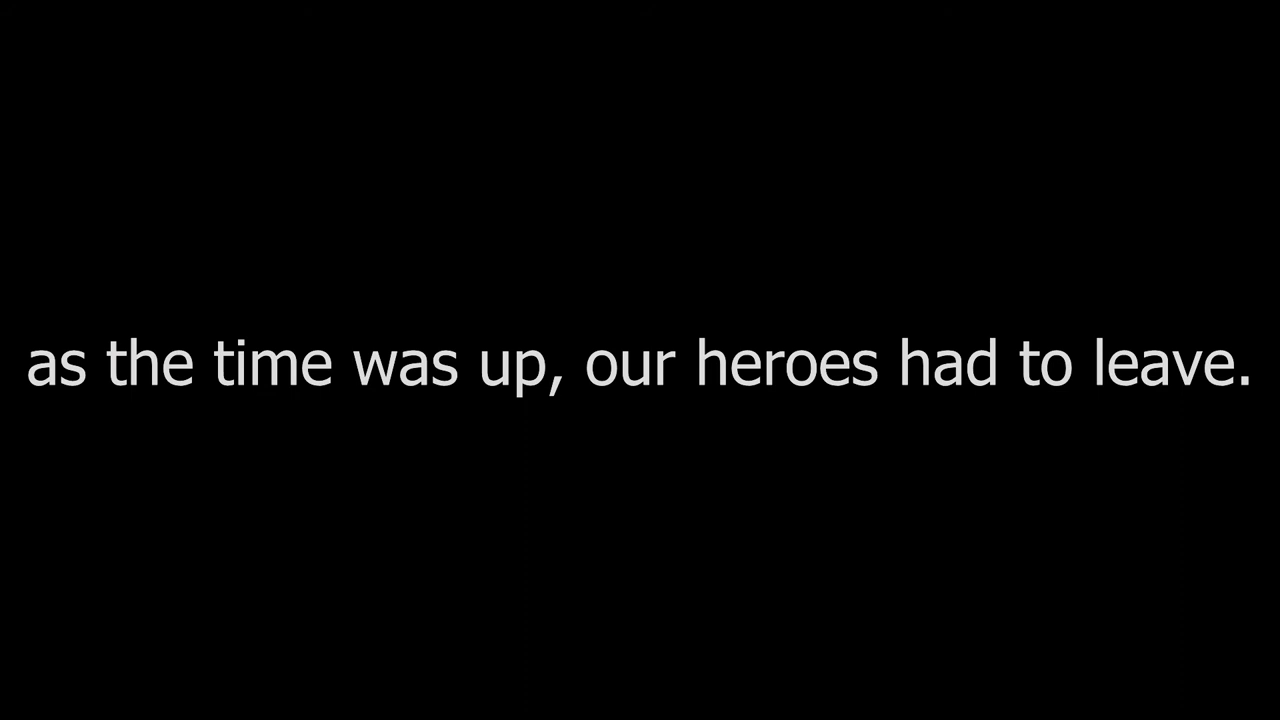 as the time was up, our heroes had to leave.